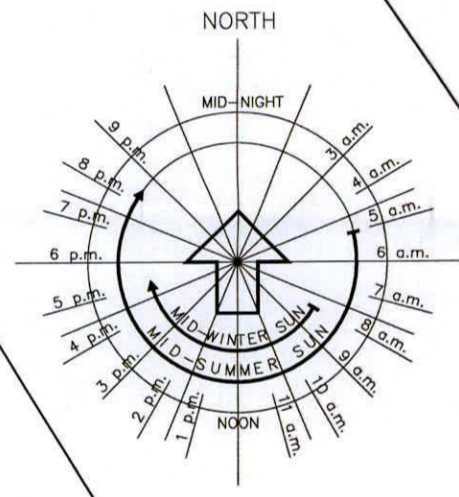 NORTH
MID-NIGHT
3 a.m.
4 a.m.
5 a.m.
6 a.m.
7 a.m.
8 a.m.
9 a.m.
10 a.m.
11 a.m.
NOON
1 p.m.
2 p.m.
3 p.m.
4 p.m.
5 p.m.
6 p.m.
7 p.m.
8 p.m.
9 p.m.
MID-WINTER SUN
MID-SUMMER SUN